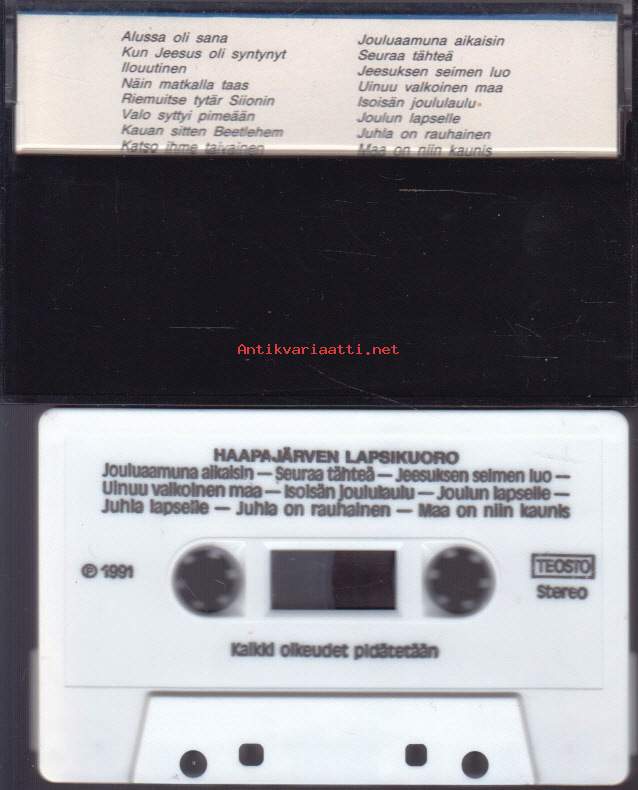 Alussa oli sana
Kun Jeesus oli syntynyt
Ilouutinen
Näin matkalla taas
Riemuitse tytär Siionin
Valo syttyi pimeään
Kauan sitten Beetlehem
Katso ihme taivainen
Jouluaamuna aikaisin
Seuraa tähteä
Jeesuksen seimen luo
Uinuu valkoinen maa
Isoisän joululaulu
Joulun lapselle
Juhla on rauhainen
Maa on niin kaunis
Antikvariaatti.net
HAAPAJÄRVEN LAPSIKUORO
Jouluaamuna aikaisin — Seuraa tähteä — Jeesuksen seimen luo —
Uinuu valkoinen maa — Isoisän joululaulu — Joulun lapselle —
Juhla lapselle — Juhla on rauhainen — Maa on niin kaunis
℗ 1991
TEOSTO
Stereo
Kaikki oikeudet pidätetään